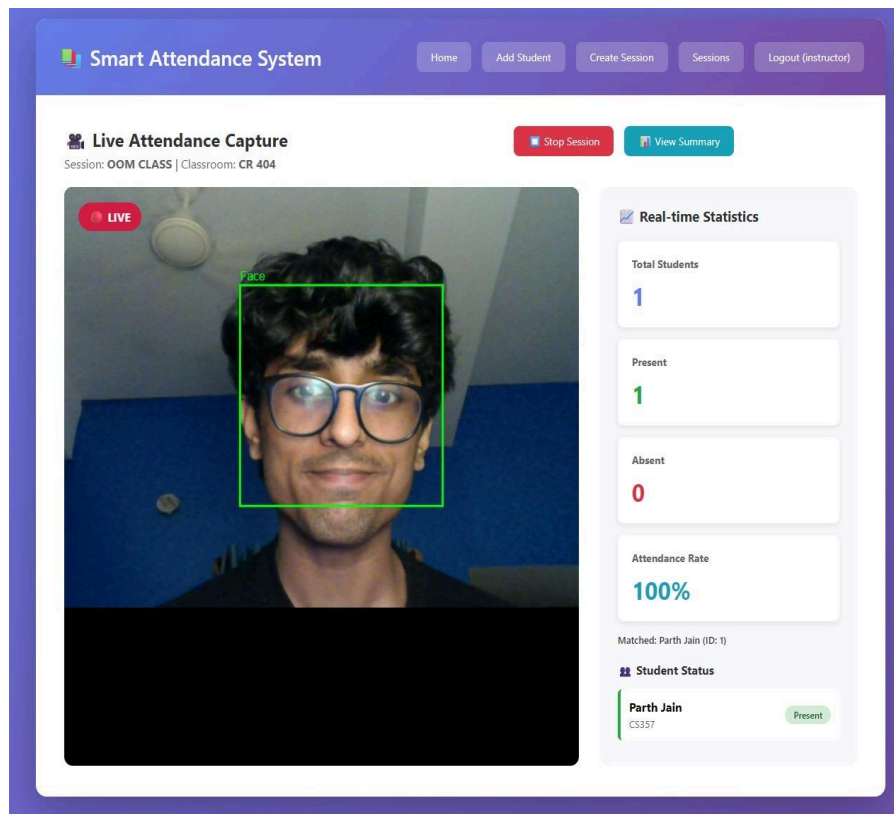 Smart Attendance System
Home
Add Student
Create Session
Sessions
Logout (instructor)
Live Attendance Capture
Session: OOM CLASS | Classroom: CR 404
Stop Session
View Summary
LIVE
Face
Real-time Statistics
Total Students
1
Present
1
Absent
0
Attendance Rate
100%
Matched: Parth Jain (ID: 1)
Student Status
Parth Jain
CS357
Present